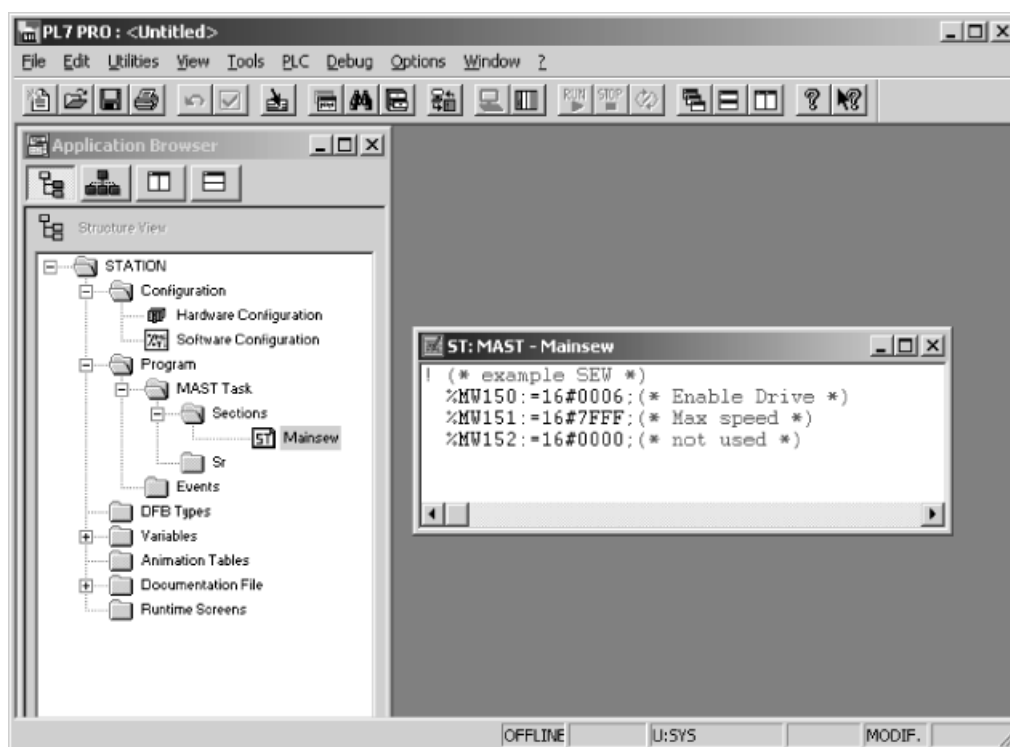 PL7 PRO : <Untitled>
File Edit Utilities View Tools PLC Debug Options Window ?
RUN STOP
Application Browser
Structure View
STATION
Configuration
Hardware Configuration
Software Configuration
Program
MAST Task
Sections
ST Mainsew
Sr
Events
DFB Types
Variables
Animation Tables
Documentation File
Runtime Screens
ST: MAST - Mainsew
! (* example SEW *)
%MW150:=16#0006;(* Enable Drive *)
%MW151:=16#7FFF;(* Max speed *)
%MW152:=16#0000;(* not used *)
OFFLINE U:SYS MODIF.